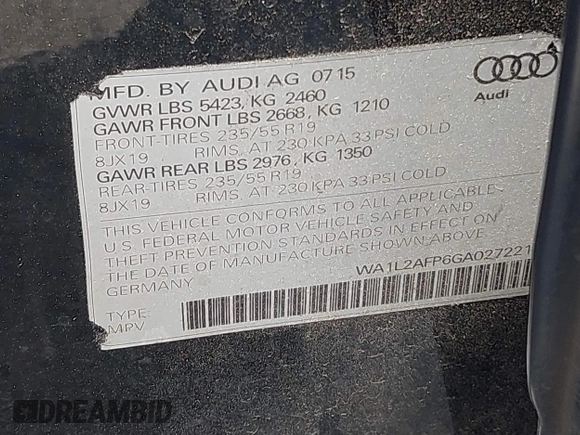 MFD. BY AUDI AG 07 15
GVWR LBS 5423, KG 2460
GAWR FRONT LBS 2668, KG 1210
FRONT-TIRES 235/55 R19
8JX19 RIMS, AT 230 KPA 33 PSI COLD
GAWR REAR LBS 2976, KG 1350
REAR-TIRES 235/55 R19
8JX19 RIMS, AT 230 KPA 33 PSI COLD
THIS VEHICLE CONFORMS TO ALL APPLICABLE
U.S. FEDERAL MOTOR VEHICLE SAFETY AND
THEFT PREVENTION STANDARDS IN EFFECT ON
THE DATE OF MANUFACTURE SHOWN ABOVE.
GERMANY WA1L2AFP6GA027221
TYPE:
MPV
Audi
DREAMBID